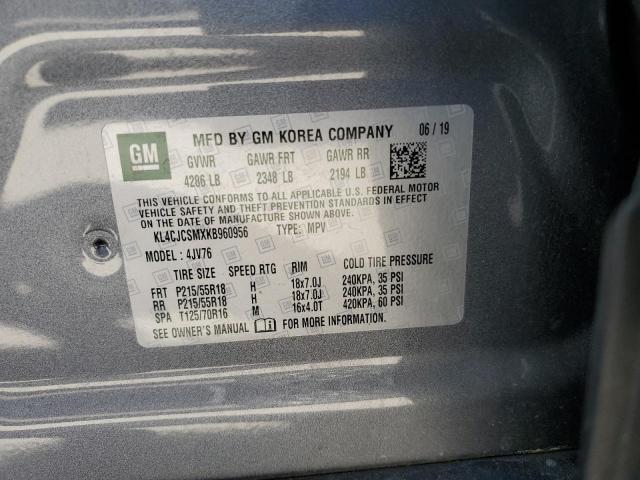 GM MFD BY GM KOREA COMPANY 06/19
GVWR GAWR FRT GAWR RR
4286 LB 2348 LB 2194 LB
THIS VEHICLE CONFORMS TO ALL APPLICABLE U.S. FEDERAL MOTOR
VEHICLE SAFETY AND THEFT PREVENTION STANDARDS IN EFFECT
ON THE DATE OF MANUFACTURE SHOWN ABOVE.
KL4CJCSMXKB960956 TYPE: MPV
MODEL: 4JV76
TIRE SIZE SPEED RTG RIM COLD TIRE PRESSURE
FRT P215/55R18 H 18x7.0J 240KPA, 35 PSI
RR P215/55R18 H 18x7.0J 240KPA, 35 PSI
SPA T125/70R16 M 16x4.0T 420KPA, 60 PSI
SEE OWNER'S MANUAL FOR MORE INFORMATION.